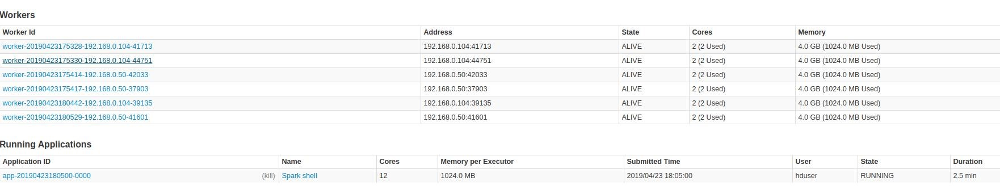 Workers
Worker Id Address State Cores Memory
worker-20190423175328-192.168.0.104-41713 192.168.0.104:41713 ALIVE 2 (2 Used) 4.0 GB (1024.0 MB Used)
worker-20190423175330-192.168.0.104-44751 192.168.0.104:44751 ALIVE 2 (2 Used) 4.0 GB (1024.0 MB Used)
worker-20190423175414-192.168.0.50-42033 192.168.0.50:42033 ALIVE 2 (2 Used) 4.0 GB (1024.0 MB Used)
worker-20190423175417-192.168.0.50-37903 192.168.0.50:37903 ALIVE 2 (2 Used) 4.0 GB (1024.0 MB Used)
worker-20190423180442-192.168.0.104-39135 192.168.0.104:39135 ALIVE 2 (2 Used) 4.0 GB (1024.0 MB Used)
worker-20190423180529-192.168.0.50-41601 192.168.0.50:41601 ALIVE 2 (2 Used) 4.0 GB (1024.0 MB Used)
Running Applications
Application ID Name Cores Memory per Executor Submitted Time User State Duration
app-20190423180500-0000 (kill) Spark shell 12 1024.0 MB 2019/04/23 18:05:00 hduser RUNNING 2.5 min